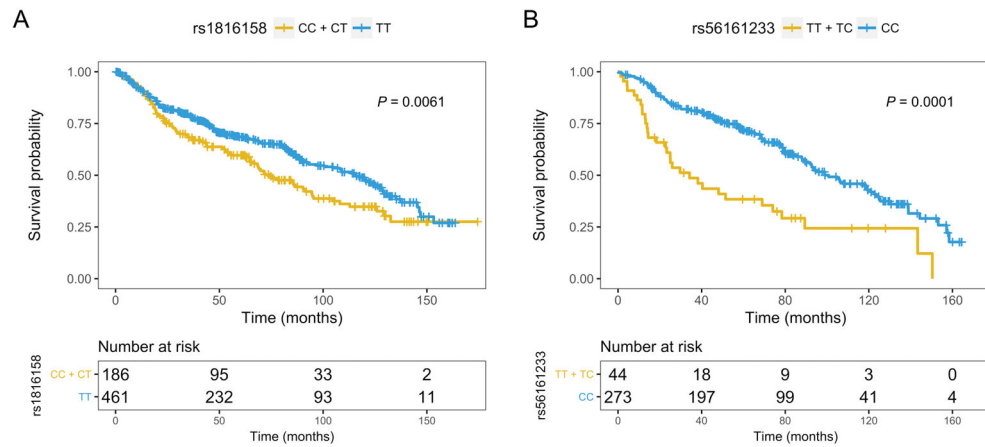 A
rs1816158 CC + CT TT
1.00
0.75
0.50
0.25
0.00
Survival probability
P = 0.0061
0 50 100 150
Time (months)
Number at risk
rs1816158
CC + CT 186 95 33 2
TT 461 232 93 11
0 50 100 150
Time (months)
B
rs56161233 TT + TC CC
1.00
0.75
0.50
0.25
0.00
Survival probability
P = 0.0001
0 40 80 120 160
Time (months)
Number at risk
rs56161233
TT + TC 44 18 9 3 0
CC 273 197 99 41 4
0 40 80 120 160
Time (months)